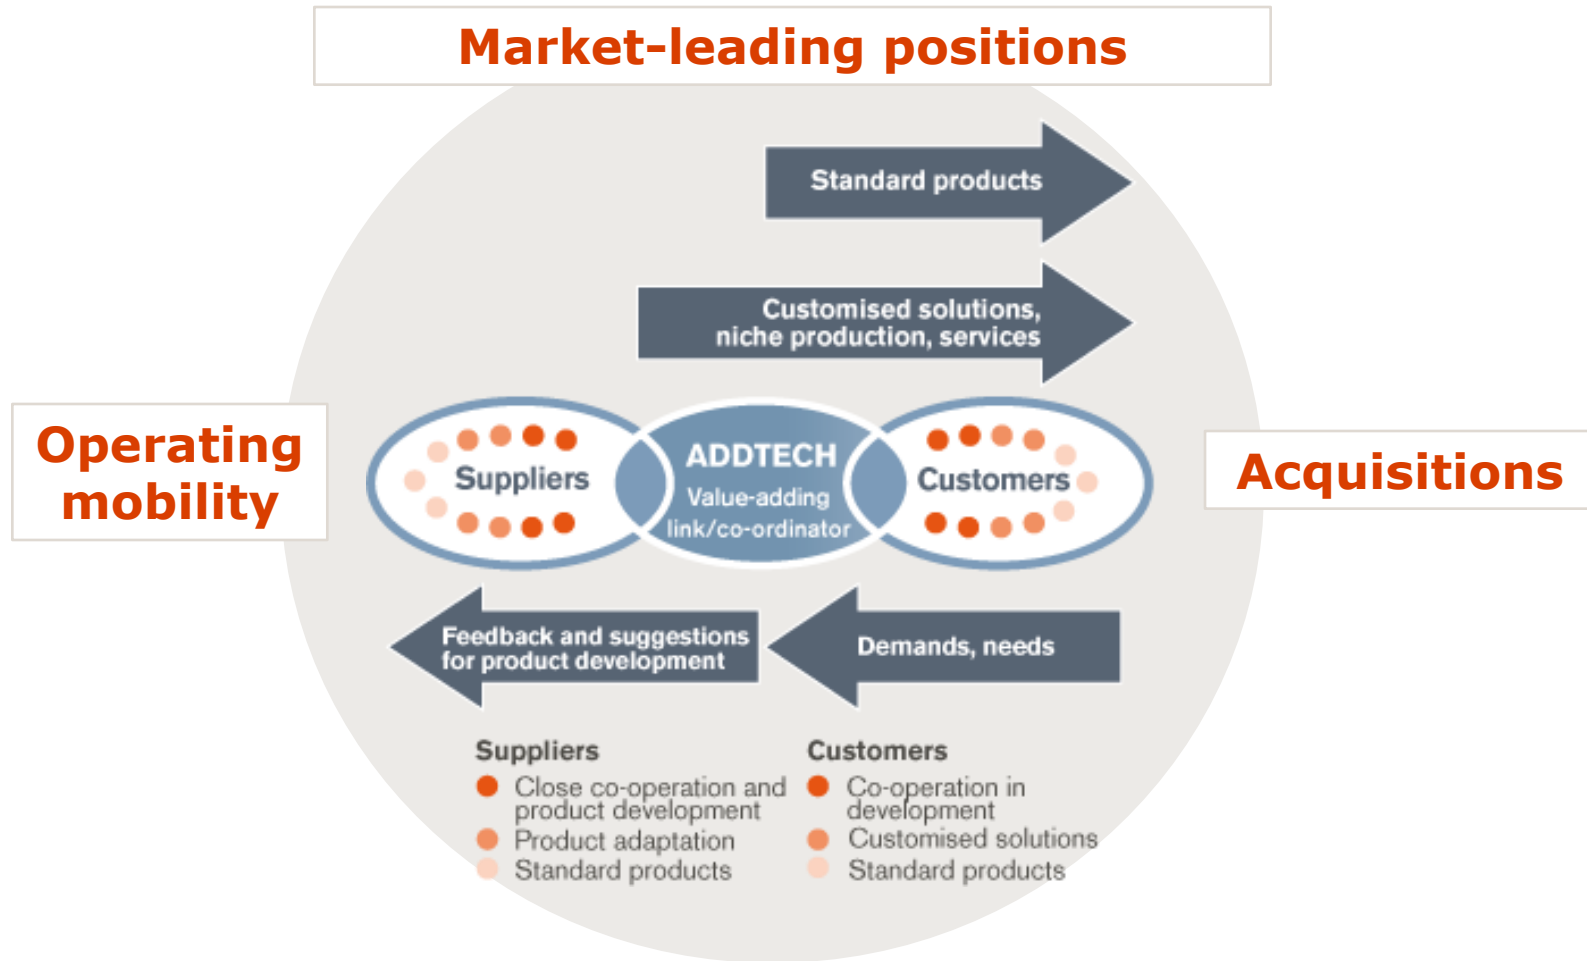 Market-leading positions
Standard products
Customised solutions,
niche production, services
Operating
mobility
Suppliers
ADDTECH
Value-adding
link/co-ordinator
Customers
Acquisitions
Feedback and suggestions
for product development
Demands, needs
Suppliers
Close co-operation and
product development
Product adaptation
Standard products
Customers
Co-operation in
development
Customised solutions
Standard products